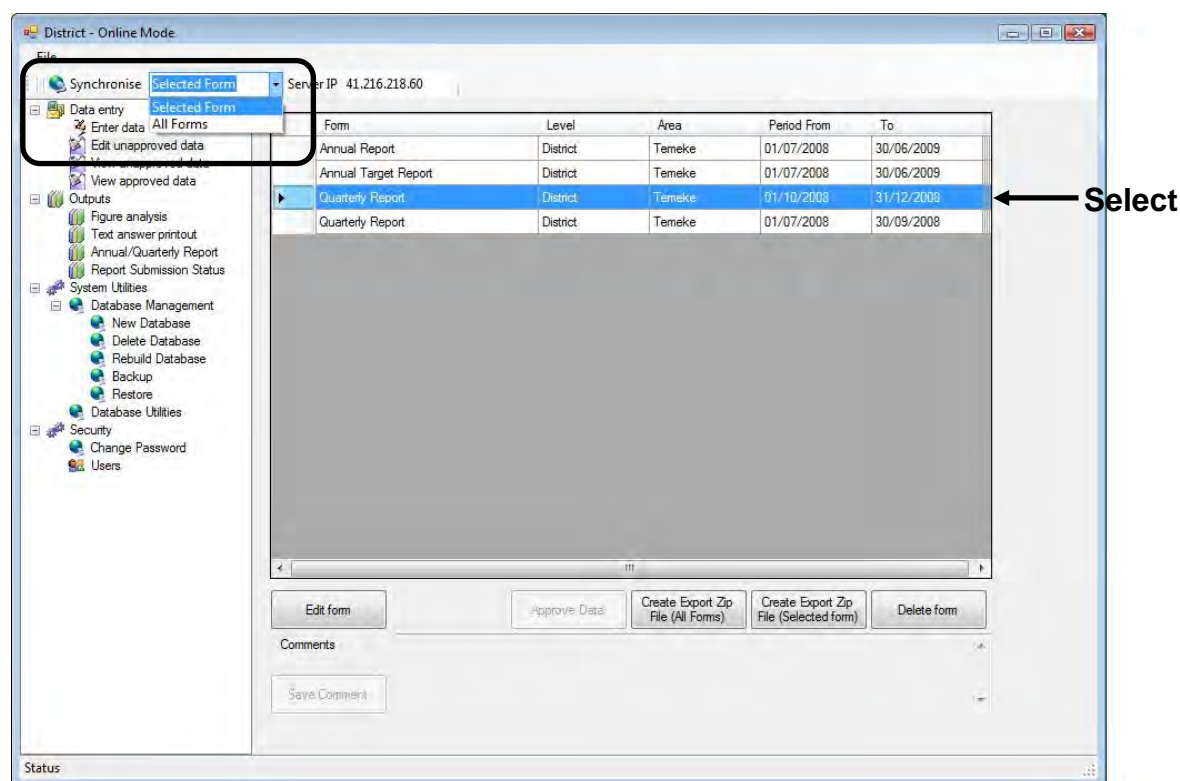 District - Online Mode
File
Synchronise Selected Form Server IP 41.216.218.60
Selected Form
All Forms
Data entry
Enter data
Edit unapproved data
View unapproved data
View approved data
Outputs
Figure analysis
Text answer printout
Annual/Quarterly Report
Report Submission Status
System Utilities
Database Management
New Database
Delete Database
Rebuild Database
Backup
Restore
Database Utilities
Security
Change Password
Users
Form Level Area Period From To
Annual Report District Temeke 01/07/2008 30/06/2009
Annual Target Report District Temeke 01/07/2008 30/06/2009
Quarterly Report District Temeke 01/10/2008 31/12/2008
Quarterly Report District Temeke 01/07/2008 30/09/2008
Select
Edit form
Approve Data
Create Export Zip
File (All Forms)
Create Export Zip
File (Selected form)
Delete form
Comments
Save Comment
Status